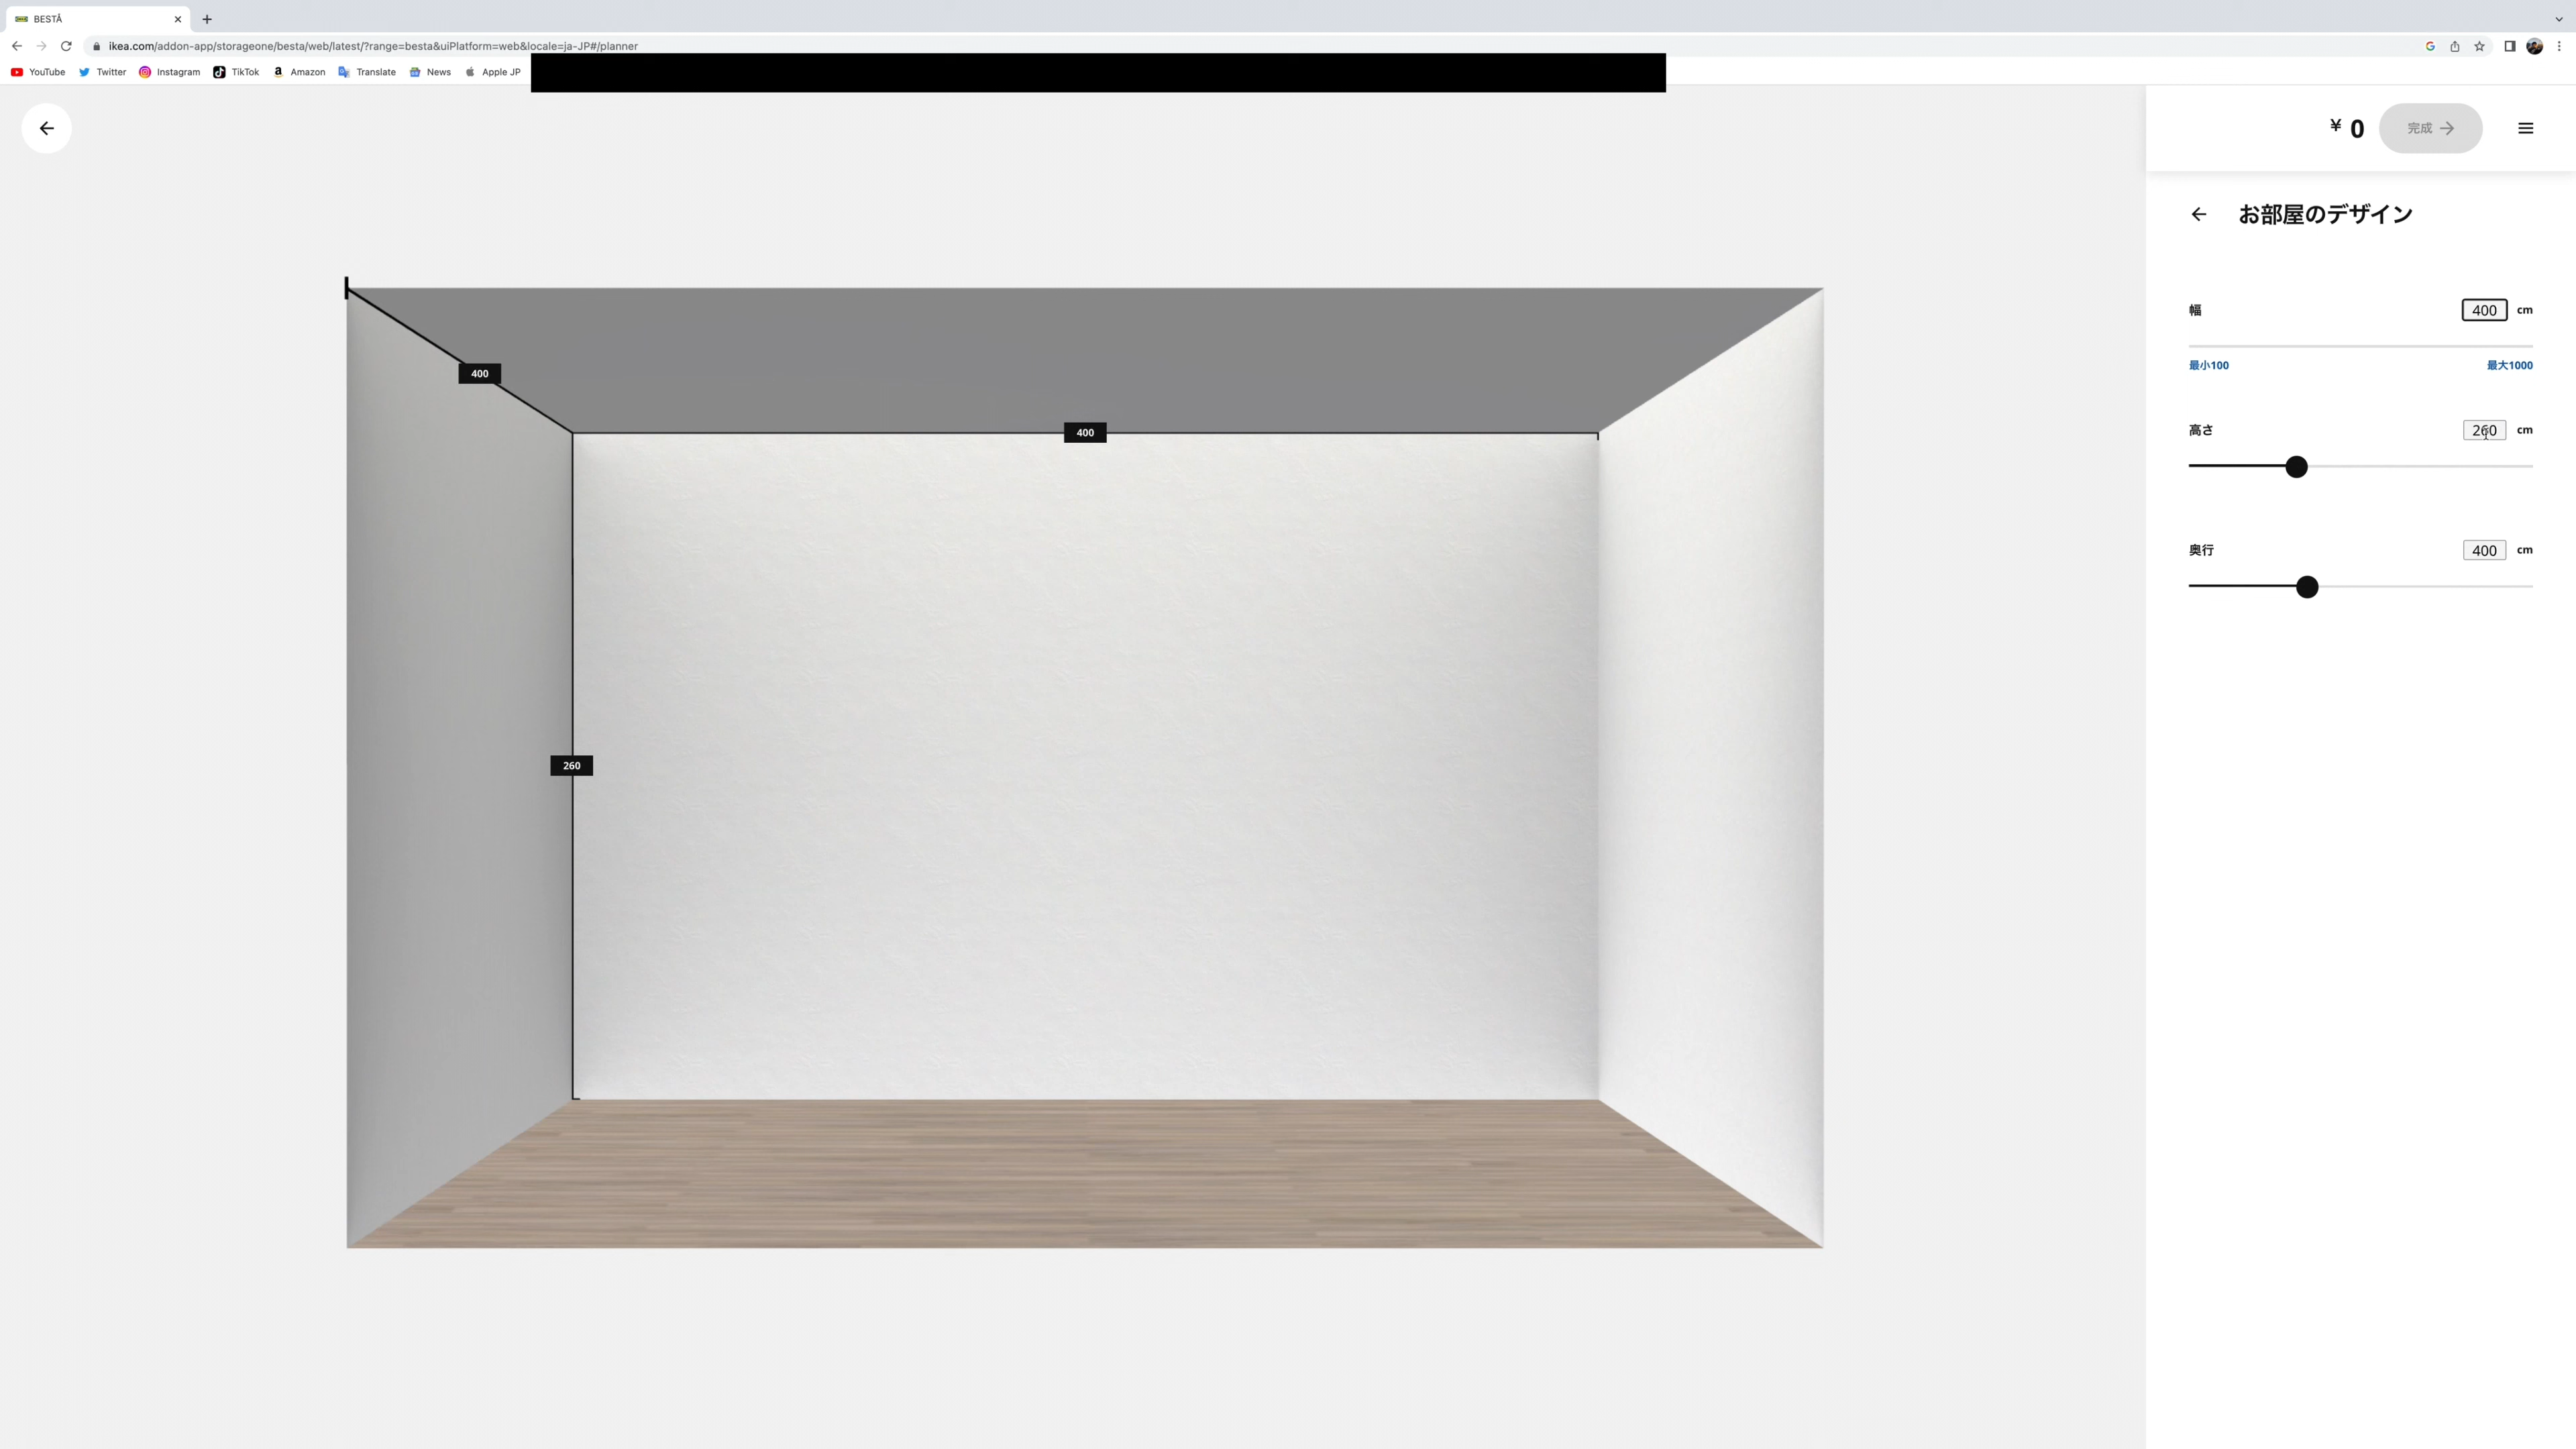 BESTÅ
ikea.com/addon-app/storageone/besta/web/latest/?range=besta&uiPlatform=web&locale=ja-JP#/planner
YouTube Twitter Instagram TikTok Amazon Translate News Apple JP
¥ 0 完成
お部屋のデザイン
幅 400 cm
最小100 最大1000
高さ 260 cm
奥行 400 cm
400
400
260